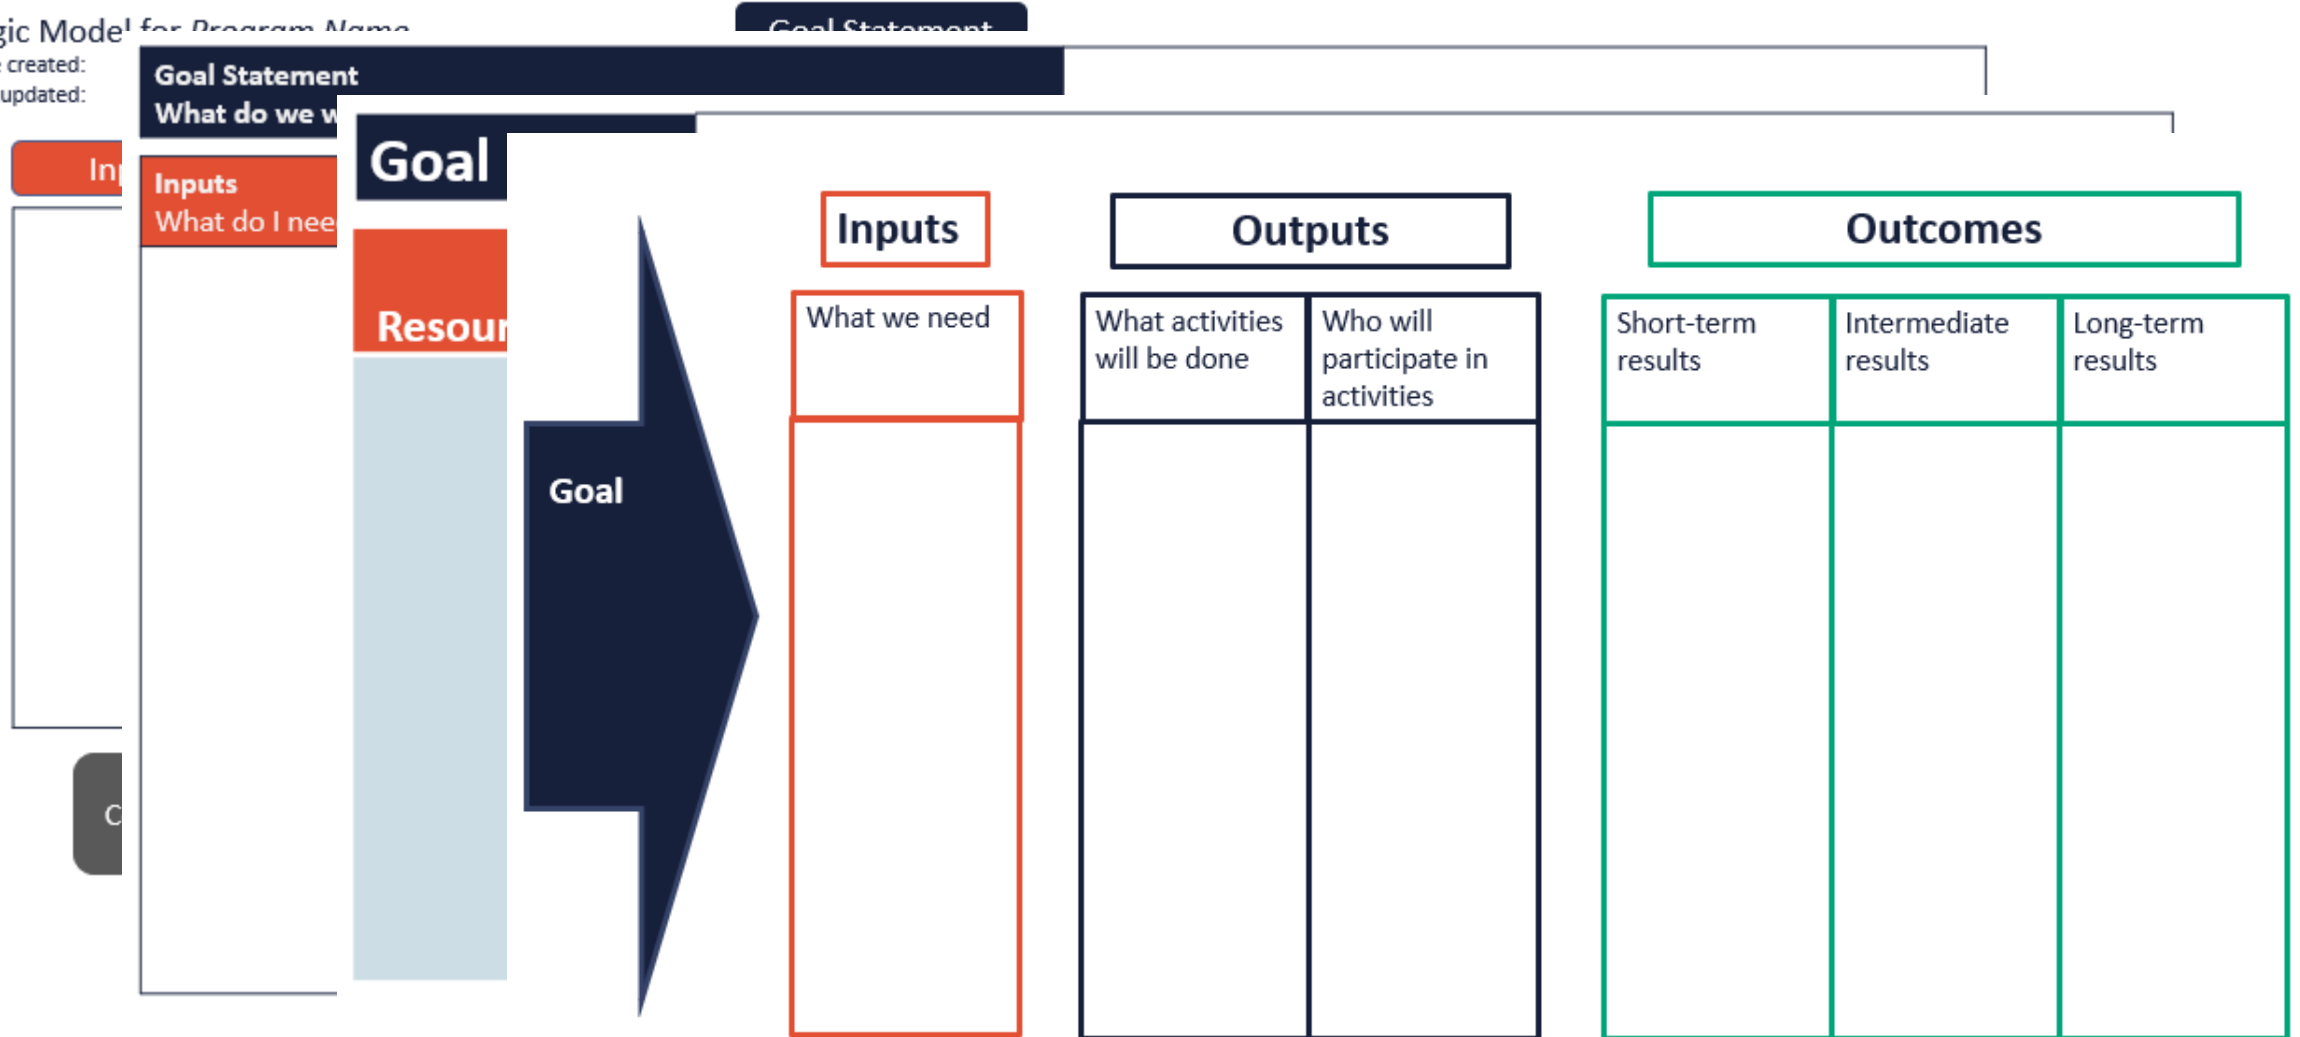 Model for Program Name
created:
updated:
Goal Statement
Goal Statement
What do we
Inputs
What do I
Goal
Goal
Inputs
Outputs
Outcomes
What we need
What activities
will be done
Who will
participate in
activities
Short-term
results
Intermediate
results
Long-term
results